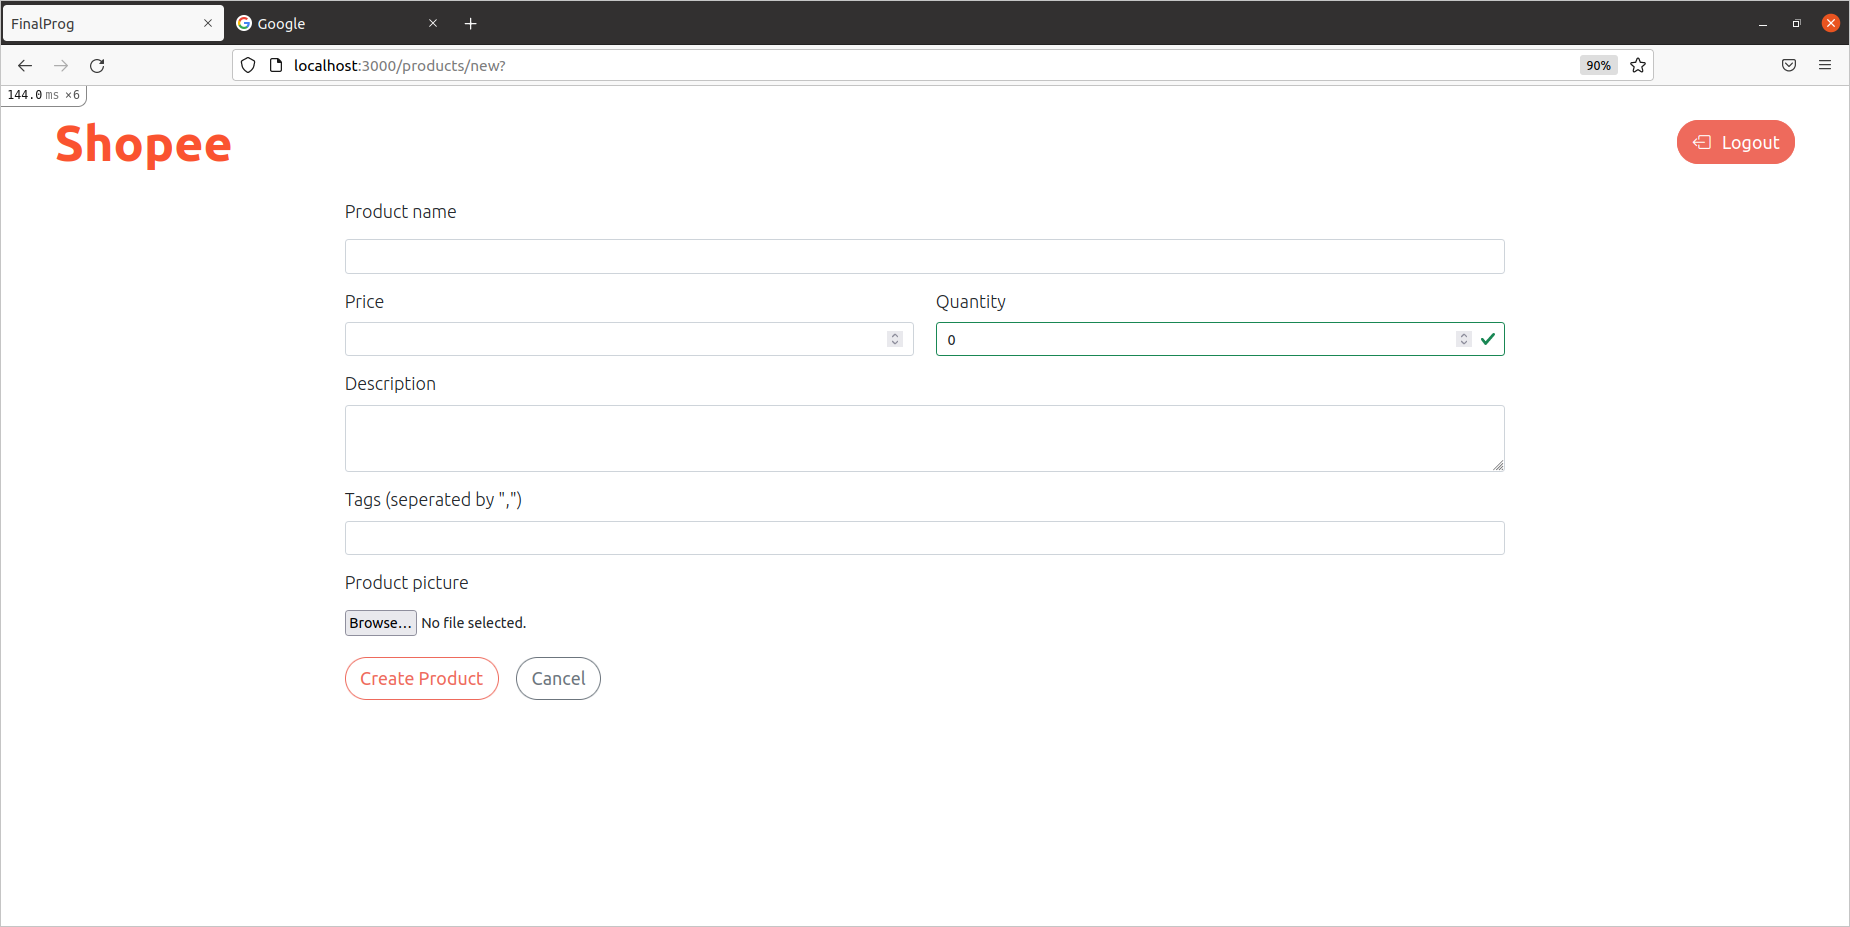 FinalProg
Google
localhost:3000/products/new?
90%
144.0 ms ×6
Shopee
Logout
Product name
Price
Quantity
0
Description
Tags (seperated by ",")
Product picture
Browse... No file selected.
Create Product
Cancel